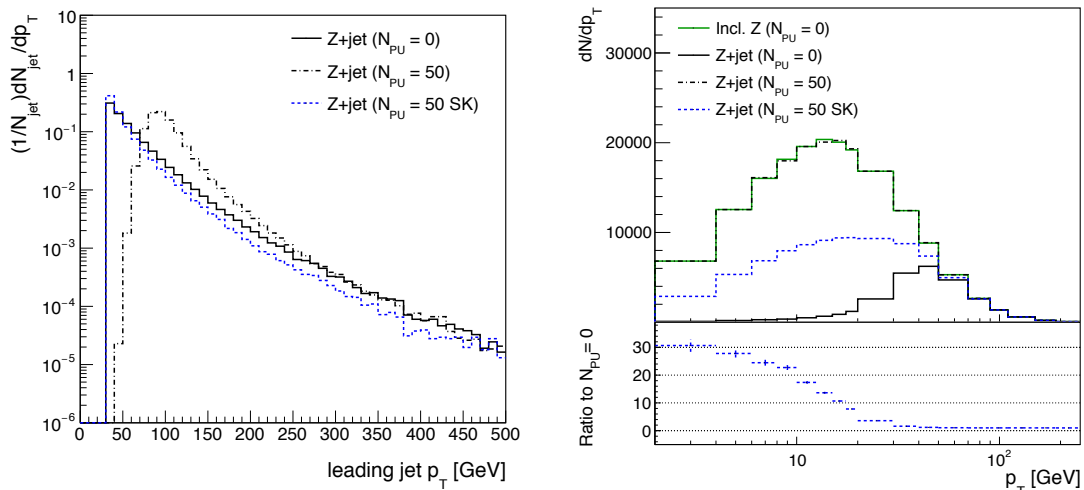 (1/N_jet)dN_jet/dp_T
10
1
10^-1
10^-2
10^-3
10^-4
10^-5
10^-6
Z+jet (N_PU = 0)
Z+jet (N_PU = 50)
Z+jet (N_PU = 50 SK)
0 50 100 150 200 250 300 350 400 450 500
leading jet p_T [GeV]
dN/dp_T
30000
20000
10000
Incl. Z (N_PU = 0)
Z+jet (N_PU = 0)
Z+jet (N_PU = 50)
Z+jet (N_PU = 50 SK)
Ratio to N_PU = 0
30
20
10
0
10 10^2
p_T [GeV]